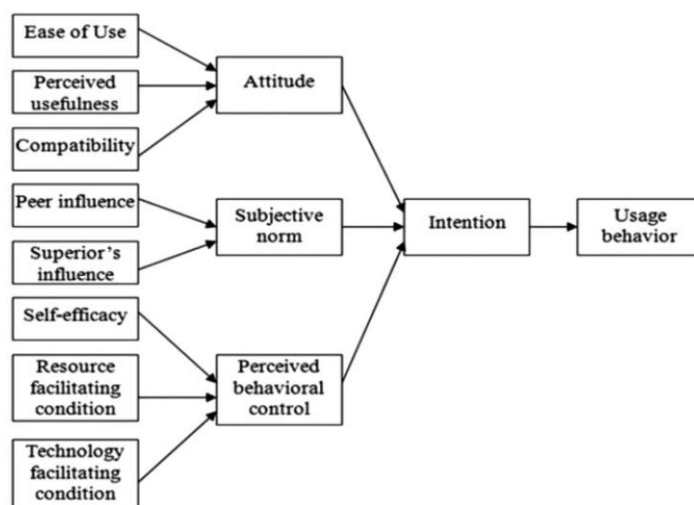 Ease of Use
Perceived
usefulness
Compatibility
Peer influence
Superior's
influence
Self-efficacy
Resource
facilitating
condition
Technology
facilitating
condition
Attitude
Subjective
norm
Perceived
behavioral
control
Intention
Usage
behavior